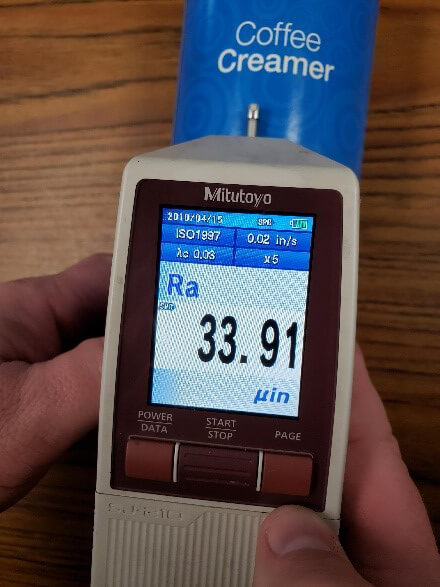 Coffee
Creamer
Mitutoyo
2019/04/15
ISO1997 0.02 in/s
λc 0.03 x5
Ra
33.91
µin
POWER
DATA
START
STOP
PAGE